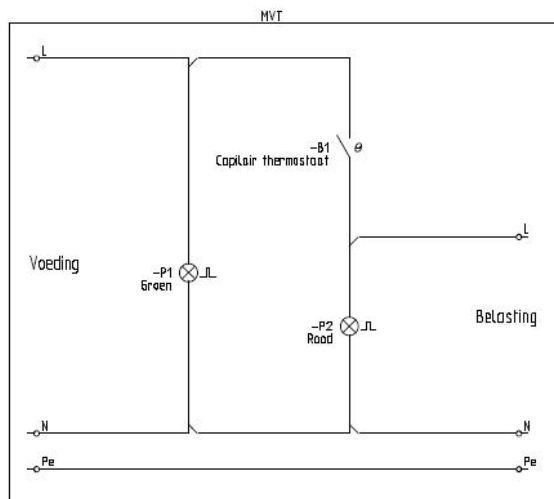 MVT
L
-B1
θ
Capilair thermostaat
L
Voeding
-P1
Groen
-P2
Rood
Belasting
N
N
Pe
Pe